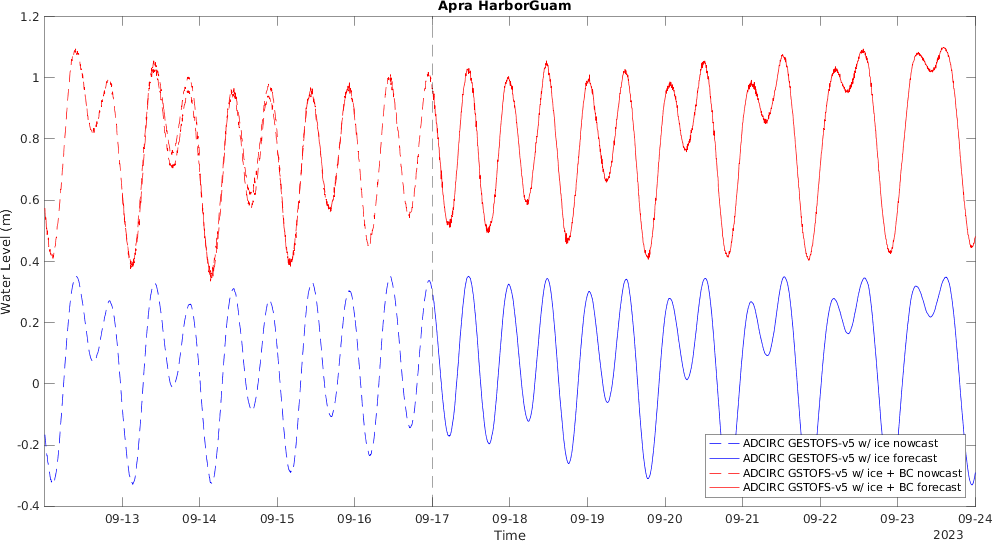 Apra HarborGuam
1.2
1
0.8
0.6
0.4
0.2
0
-0.2
-0.4
Water Level (m)
ADCIRC GESTOFS-v5 w/ ice nowcast
ADCIRC GESTOFS-v5 w/ ice forecast
ADCIRC GSTOFS-v5 w/ ice + BC nowcast
ADCIRC GSTOFS-v5 w/ ice + BC forecast
09-13 09-14 09-15 09-16 09-17 09-18 09-19 09-20 09-21 09-22 09-23 09-24
Time
2023